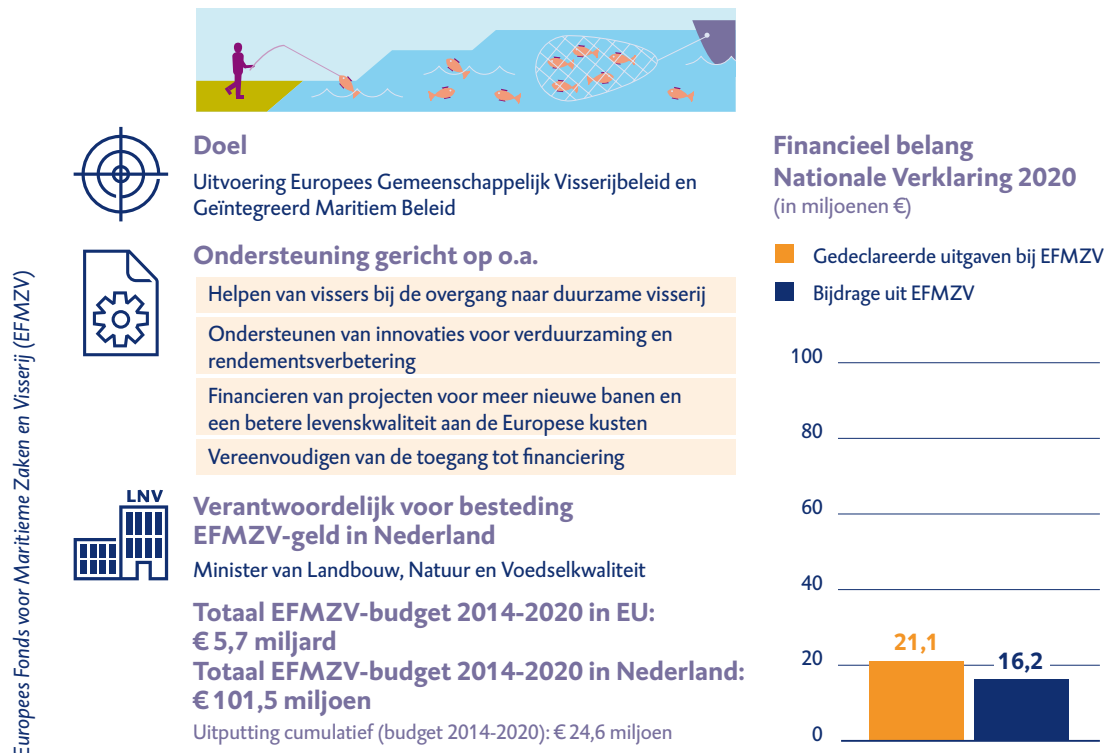 Europees Fonds voor Maritieme Zaken en Visserij (EFMZV)
Doel
Uitvoering Europees Gemeenschappelijk Visserijbeleid en
Geïntegreerd Maritiem Beleid
Ondersteuning gericht op o.a.
Helpen van vissers bij de overgang naar duurzame visserij
Ondersteunen van innovaties voor verduurzaming en
rendementsverbetering
Financieren van projecten voor meer nieuwe banen en
een betere levenskwaliteit aan de Europese kusten
Vereenvoudigen van de toegang tot financiering
LNV
Verantwoordelijk voor besteding
EFMZV-geld in Nederland
Minister van Landbouw, Natuur en Voedselkwaliteit
Totaal EFMZV-budget 2014-2020 in EU:
€ 5,7 miljard
Totaal EFMZV-budget 2014-2020 in Nederland:
€ 101,5 miljoen
Uitputting cumulatief (budget 2014-2020): € 24,6 miljoen
Financieel belang
Nationale Verklaring 2020
(in miljoenen €)
Gedeclareerde uitgaven bij EFMZV
Bijdrage uit EFMZV
100
80
60
40
20
0
21,1
16,2